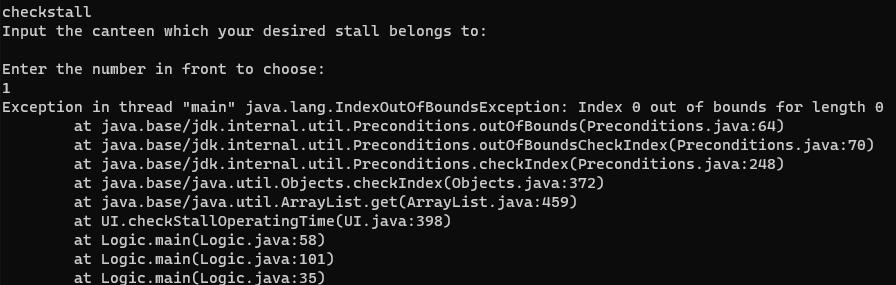 checkstall
Input the canteen which your desired stall belongs to:
Enter the number in front to choose:
1
Exception in thread "main" java.lang.IndexOutOfBoundsException: Index 0 out of bounds for length 0
        at java.base/jdk.internal.util.Preconditions.outOfBounds(Preconditions.java:64)
        at java.base/jdk.internal.util.Preconditions.outOfBoundsCheckIndex(Preconditions.java:70)
        at java.base/jdk.internal.util.Preconditions.checkIndex(Preconditions.java:248)
        at java.base/java.util.Objects.checkIndex(Objects.java:372)
        at java.base/java.util.ArrayList.get(ArrayList.java:459)
        at UI.checkStallOperatingTime(UI.java:398)
        at Logic.main(Logic.java:58)
        at Logic.main(Logic.java:101)
        at Logic.main(Logic.java:35)